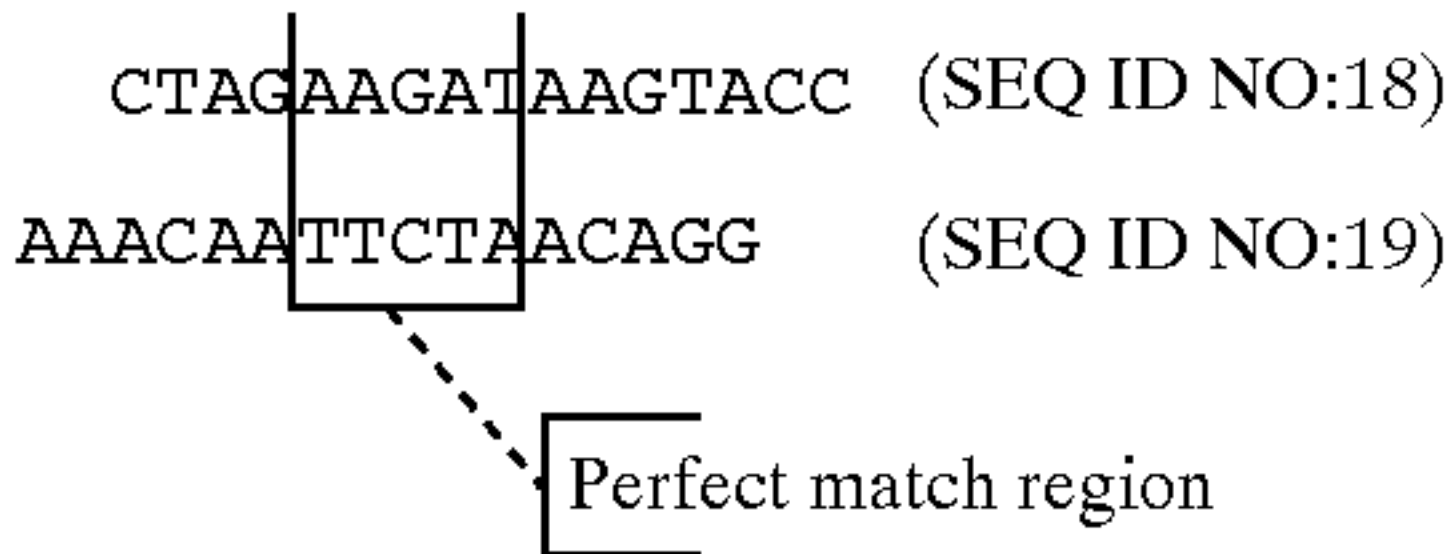 CTAGAAGATAAGTACC (SEQ ID NO:18)
AAACAATTCTAACAGG (SEQ ID NO:19)
Perfect match region